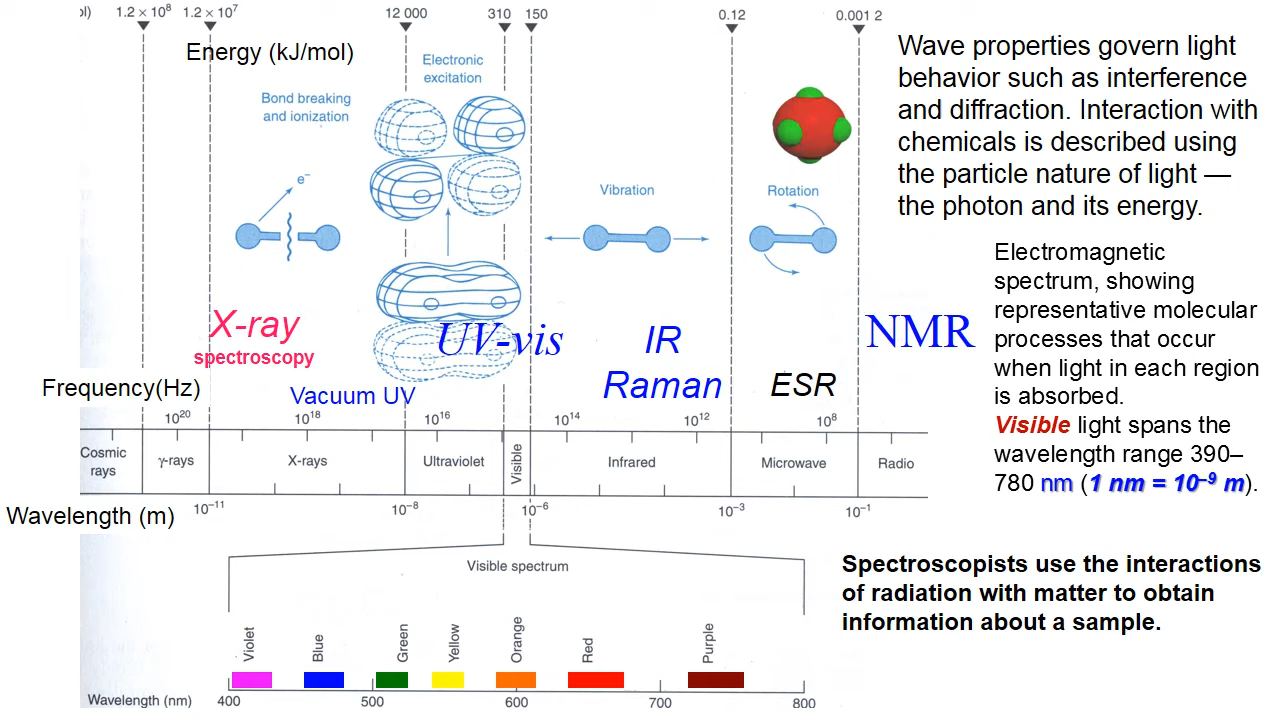 ol) 1.2 × 10⁸ 1.2 × 10⁷ 12 000 310 150 0.12 0.001 2
Energy (kJ/mol)
Electronic
excitation
Bond breaking
and ionization
e⁻
Vibration
Rotation
X-ray
spectroscopy
UV-vis
IR
Raman
NMR
ESR
Vacuum UV
Frequency(Hz)
10²⁰ 10¹⁸ 10¹⁶ 10¹⁴ 10¹² 10⁸
Cosmic
rays
γ-rays
X-rays
Ultraviolet
Visible
Infrared
Microwave
Radio
Wavelength (m)
10⁻¹¹ 10⁻⁸ 10⁻⁶ 10⁻³ 10⁻¹
Visible spectrum
Violet
Blue
Green
Yellow
Orange
Red
Purple
Wavelength (nm) 400 500 600 700 800
Wave properties govern light
behavior such as interference
and diffraction. Interaction with
chemicals is described using
the particle nature of light —
the photon and its energy.
Electromagnetic
spectrum, showing
representative molecular
processes that occur
when light in each region
is absorbed.
Visible light spans the
wavelength range 390–
780 nm (1 nm = 10⁻⁹ m).
Spectroscopists use the interactions
of radiation with matter to obtain
information about a sample.